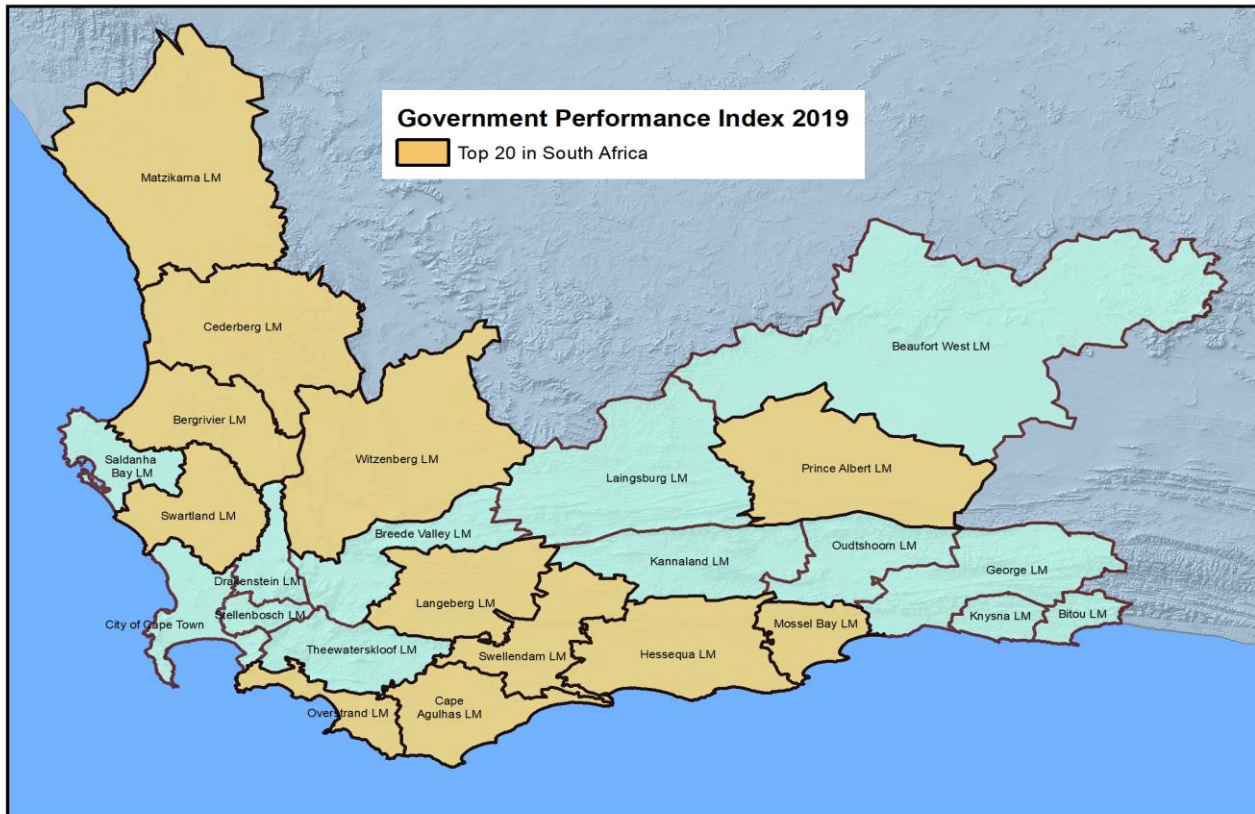 Government Performance Index 2019
Top 20 in South Africa
Matzikama LM
Cederberg LM
Beaufort West LM
Bergrivier LM
Saldanha
Bay LM
Witzenberg LM
Prince Albert LM
Laingsburg LM
Swartland LM
Breede Valley LM
Oudtshoorn LM
Kannaland LM
George LM
Drakenstein LM
Langeberg LM
Stellenbosch LM
City of Cape Town
Mossel Bay LM
Knysna LM
Bitou LM
Theewaterskloof LM
Swellendam LM
Hessequa LM
Overstrand LM
Cape
Agulhas LM